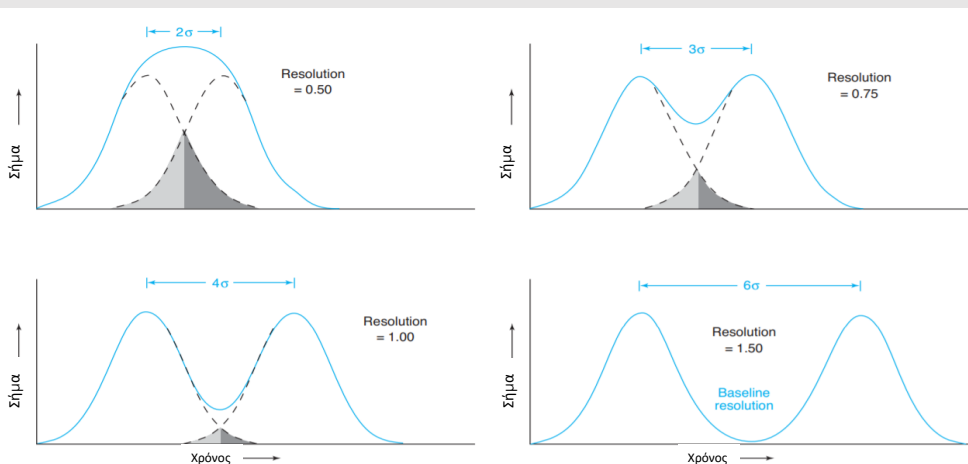 2σ
Resolution
= 0.50
Σήμα
3σ
Resolution
= 0.75
Σήμα
4σ
Resolution
= 1.00
Σήμα
Χρόνος
6σ
Resolution
= 1.50
Baseline
resolution
Σήμα
Χρόνος